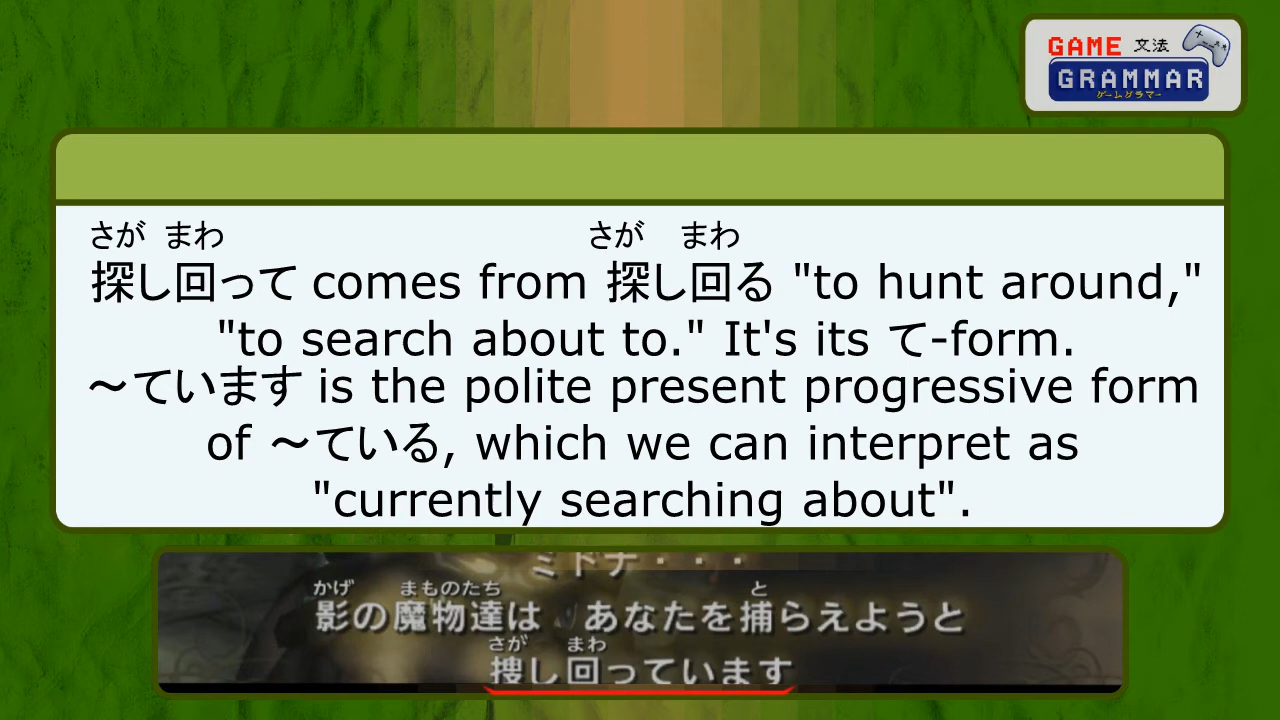 GAME 文法
GRAMMAR
ゲームグラマー
さが まわ さが まわ
探し回って comes from 探し回る "to hunt around,"
"to search about to." It's its て-form.
～ています is the polite present progressive form
of ～ている, which we can interpret as
"currently searching about".
ミドナ・・・
かげ まものたち と
影の魔物達は あなたを捕らえようと
さが まわ
捜し回っています